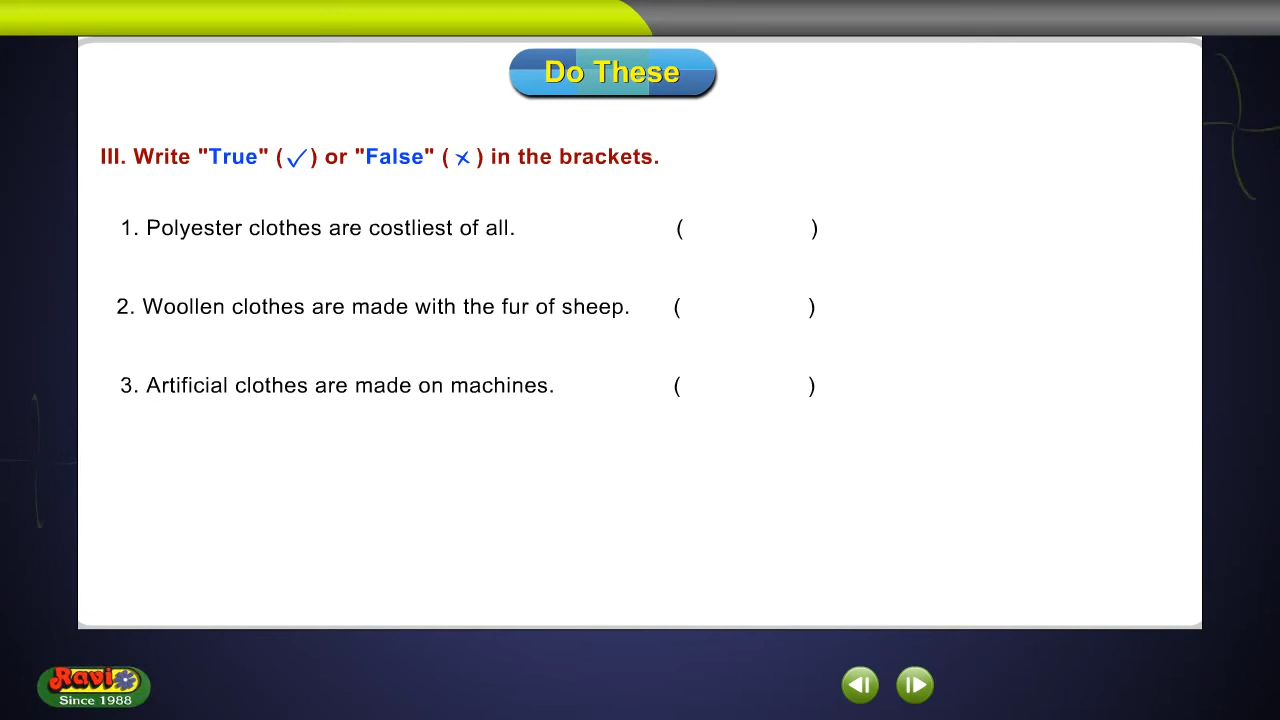 Do These
III. Write "True" (✓) or "False" (×) in the brackets.
1. Polyester clothes are costliest of all. ( )
2. Woollen clothes are made with the fur of sheep. ( )
3. Artificial clothes are made on machines. ( )
Ravi
Since 1988